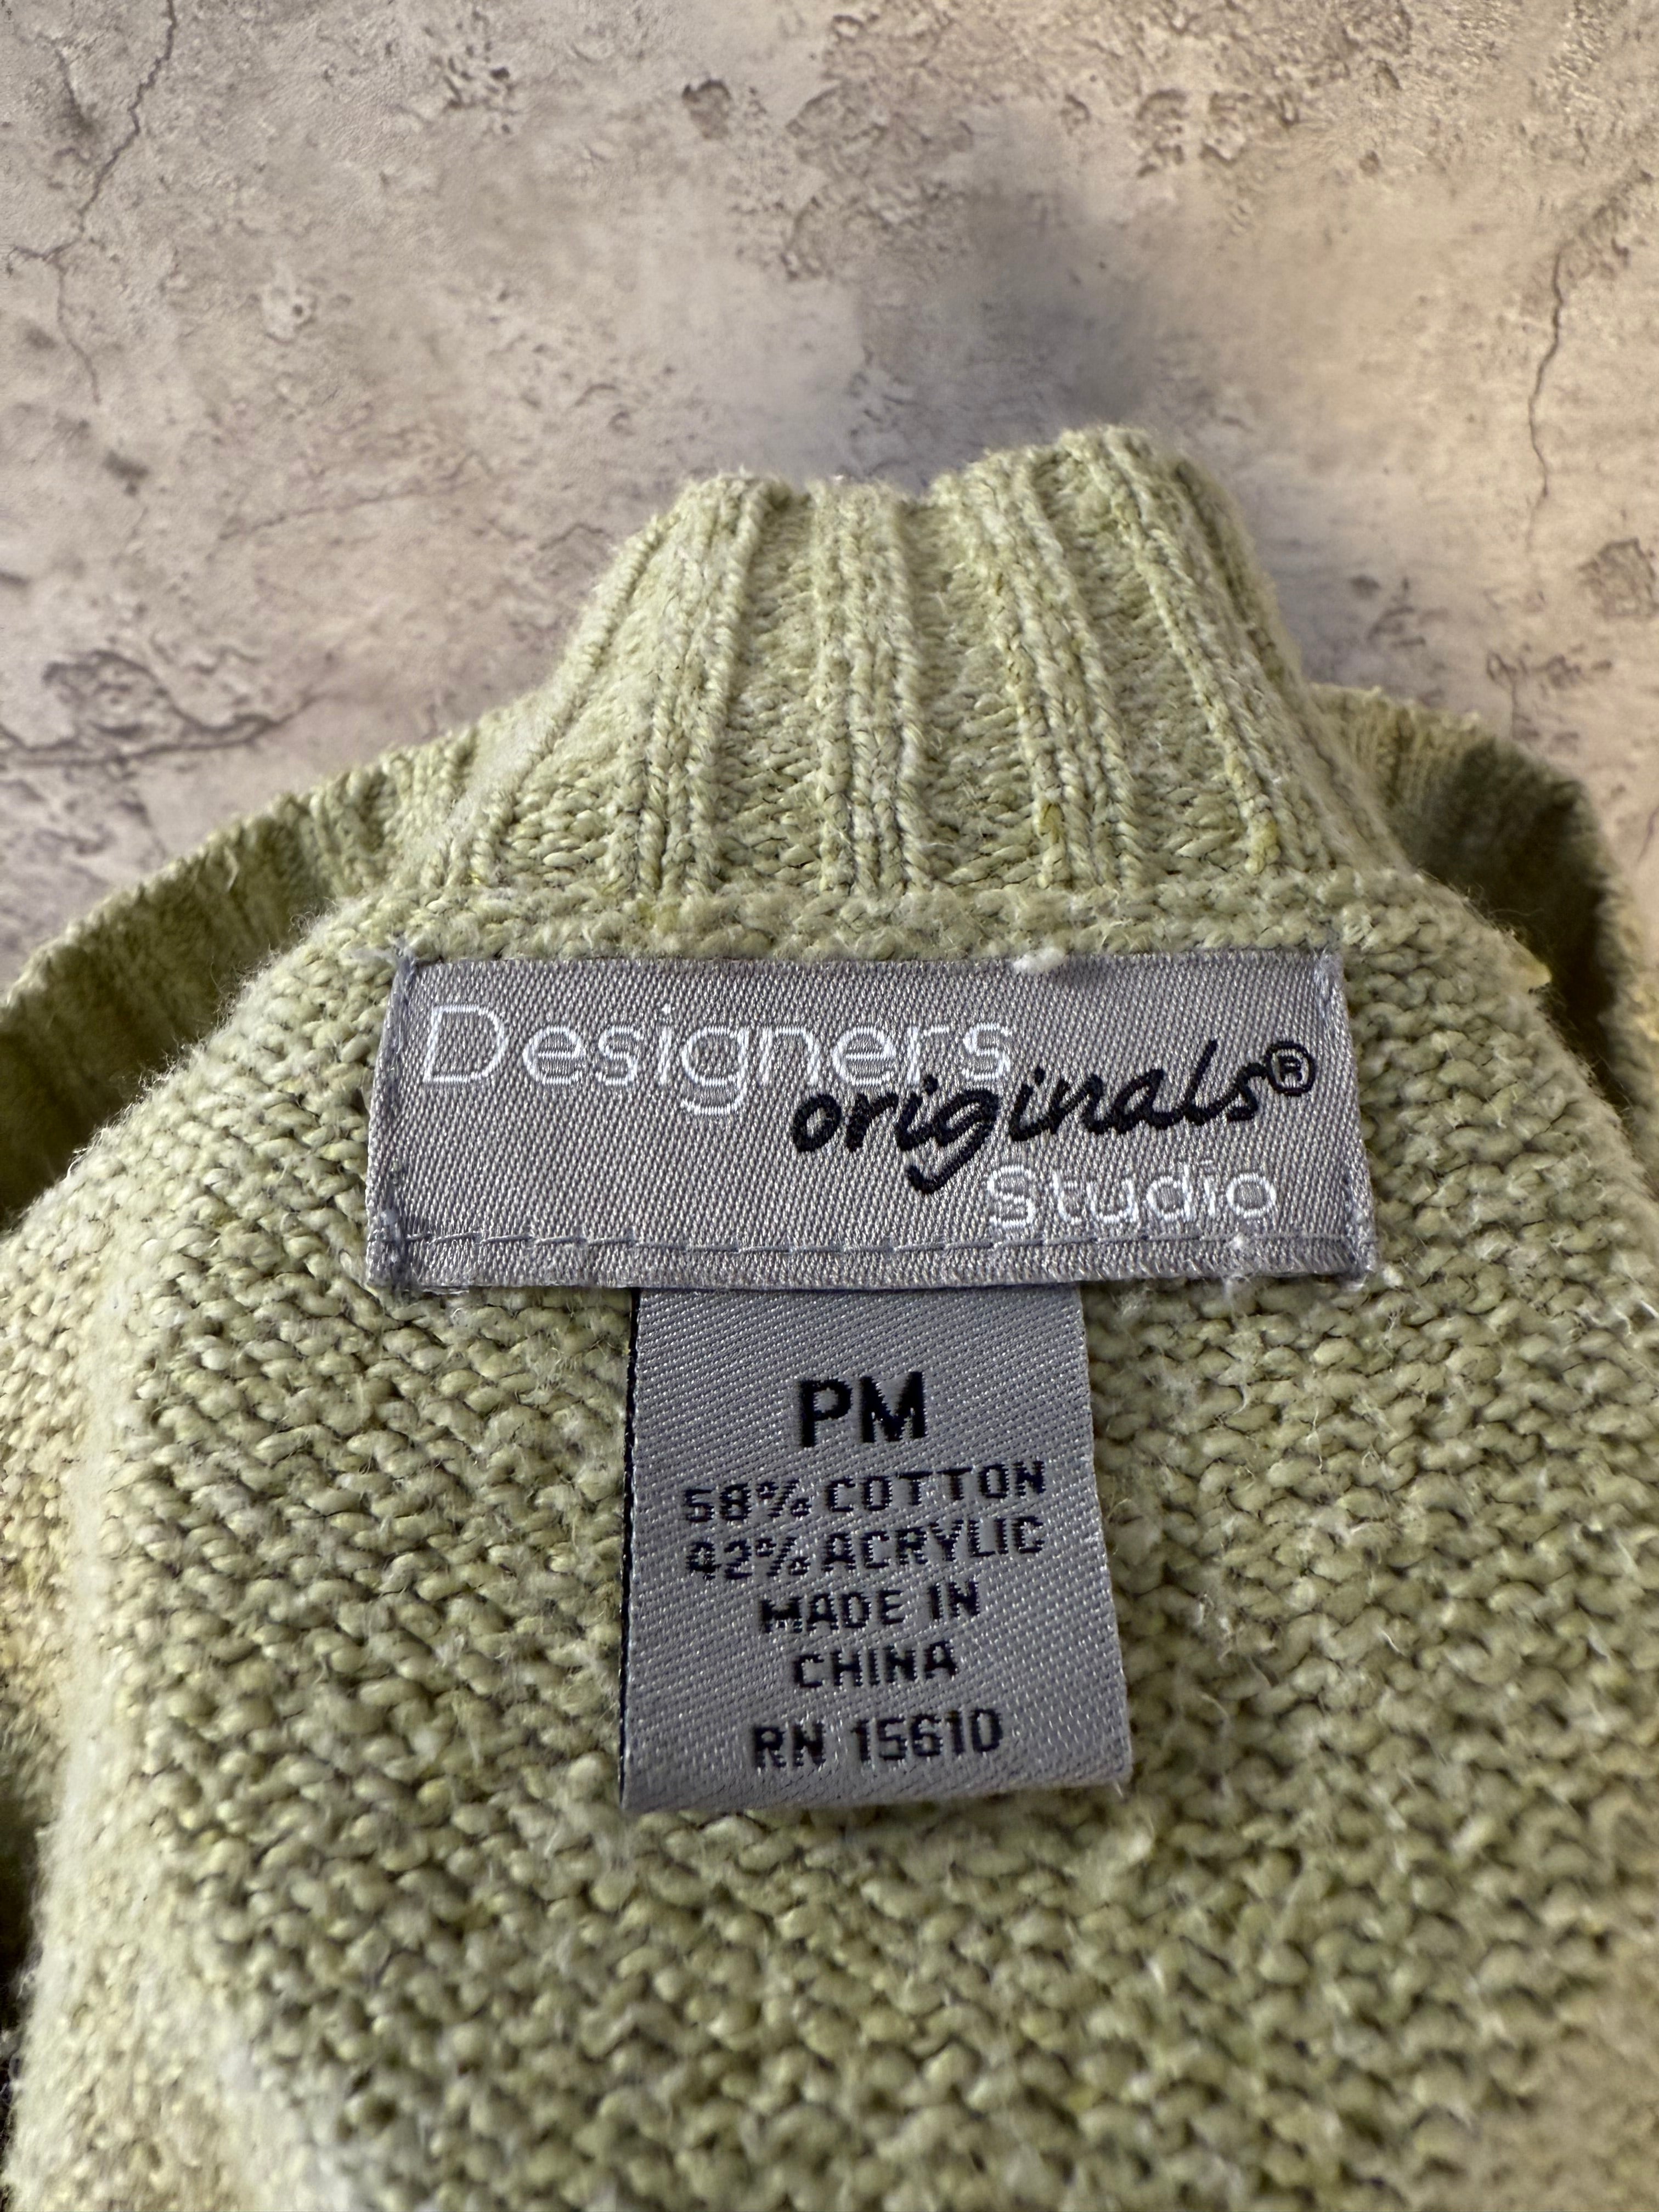 Designers
originals®
Studio
PM
58% COTTON
42% ACRYLIC
MADE IN
CHINA
RN 15610